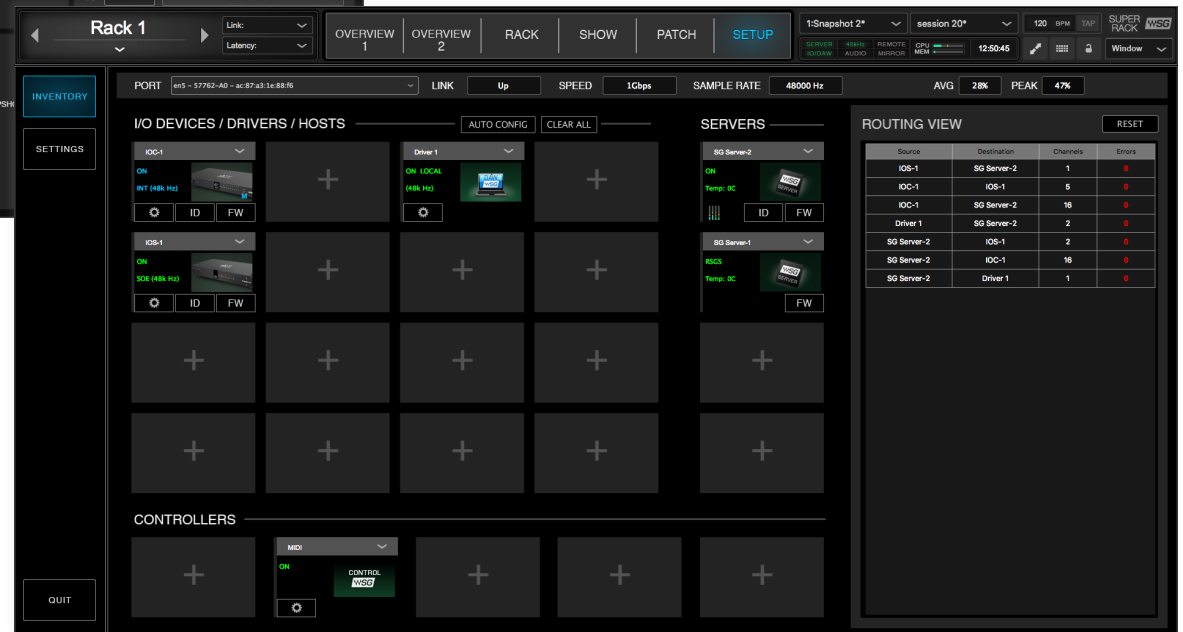 Rack 1
Link:
Latency:
OVERVIEW 1
OVERVIEW 2
RACK
SHOW
PATCH
SETUP
1:Snapshot 2*
session 20*
120 BPM TAP
SUPER RACK WSG
SERVER IO/DAW
48kHz AUDIO
REMOTE MIRROR
CPU
MEM
12:50:45
Window
INVENTORY
SETTINGS
QUIT
PORT en5 - 57762-A0 - ac:87:a3:1e:88:f6 LINK Up SPEED 1Gbps SAMPLE RATE 48000 Hz AVG 28% PEAK 47%
I/O DEVICES / DRIVERS / HOSTS AUTO CONFIG CLEAR ALL
IOC-1
ON
INT (48k Hz)
M
ID FW
Driver 1
ON LOCAL
(48k Hz)
DAW
WSG
IOS-1
ON
SOE (48k Hz)
ID FW
SERVERS
SG Server-2
ON
Temp: 0C
WSG
SERVER
ID FW
SG Server-1
RSGS
Temp: 0C
WSG
SERVER
FW
CONTROLLERS
MIDI
ON
CONTROL
WSG
ROUTING VIEW RESET
Source Destination Channels Errors
IOS-1 SG Server-2 1 0
IOC-1 IOS-1 5 0
IOC-1 SG Server-2 16 0
Driver 1 SG Server-2 2 0
SG Server-2 IOS-1 2 0
SG Server-2 IOC-1 16 0
SG Server-2 Driver 1 1 0